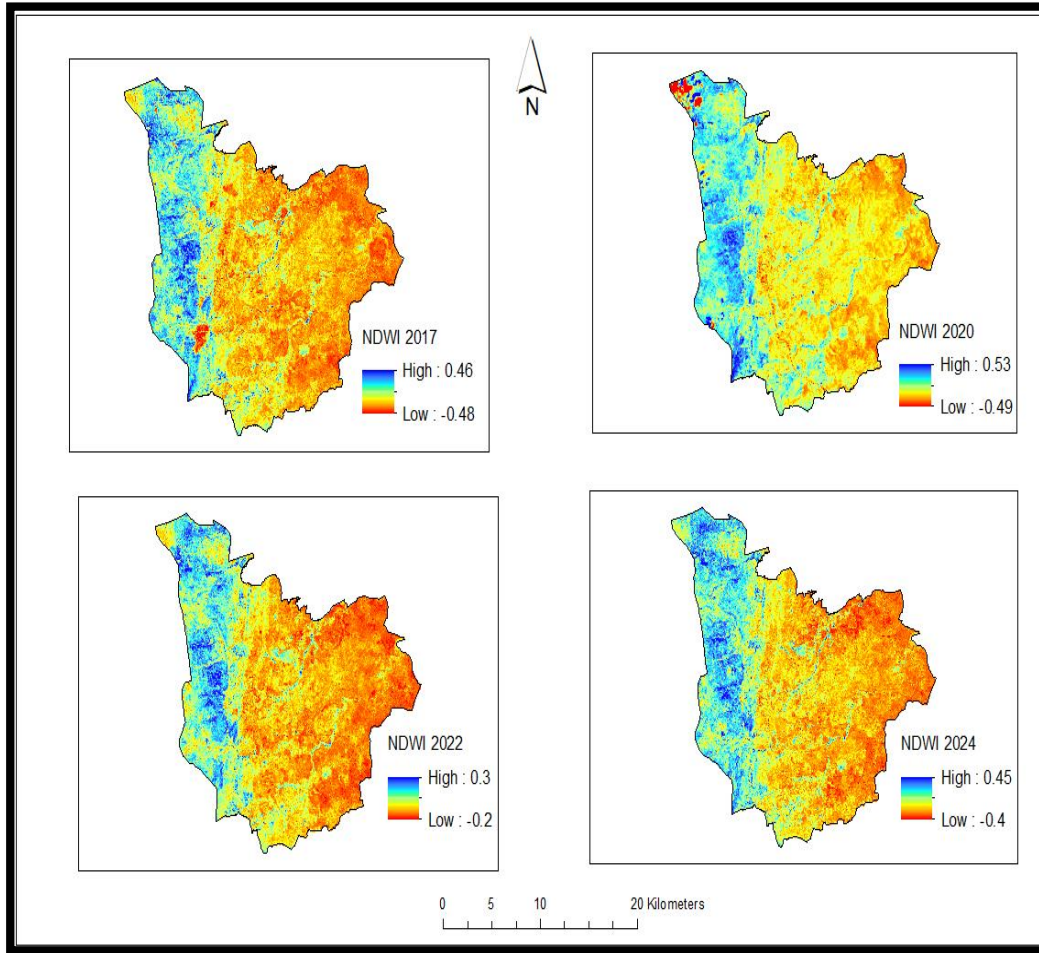 N
NDWI 2017
High : 0.46
Low : -0.48
NDWI 2020
High : 0.53
Low : -0.49
NDWI 2022
High : 0.3
Low : -0.2
NDWI 2024
High : 0.45
Low : -0.4
0 5 10 20 Kilometers